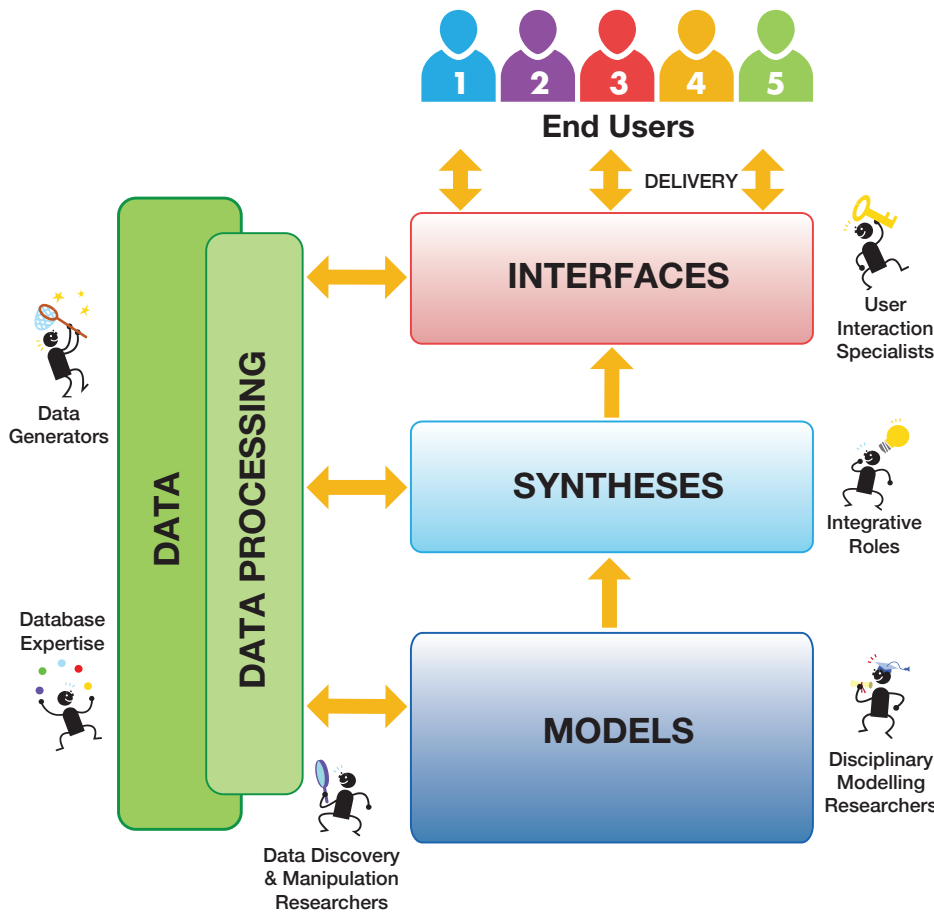 1 2 3 4 5
End Users
DELIVERY
INTERFACES
User
Interaction
Specialists
Data
Generators
DATA
DATA PROCESSING
SYNTHESES
Integrative
Roles
Database
Expertise
MODELS
Disciplinary
Modelling
Researchers
Data Discovery
& Manipulation
Researchers